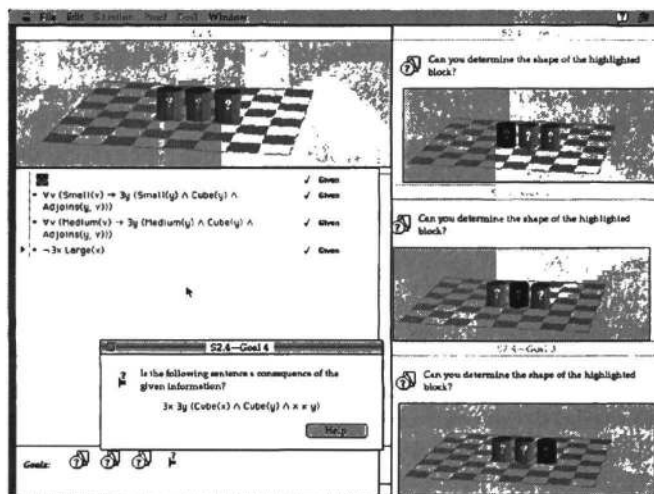 File Edit Window
S2.4
✓ Given
∀v (Small(v) → ∃y (Small(y) ∧ Cube(y) ∧ ✓ Given
Adjoins(y, v)))
∀v (Medium(v) → ∃y (Medium(y) ∧ Cube(y) ∧ ✓ Given
Adjoins(y, v)))
¬∃x Large(x) ✓ Given
S2.4—Goal 4
Is the following sentence a consequence of the
given information?
∃x ∃y (Cube(x) ∧ Cube(y) ∧ x ≠ y)
Help
Goals:
Can you determine the shape of the highlighted
block?
Can you determine the shape of the highlighted
block?
S2.4—Goal 3
Can you determine the shape of the highlighted
block?